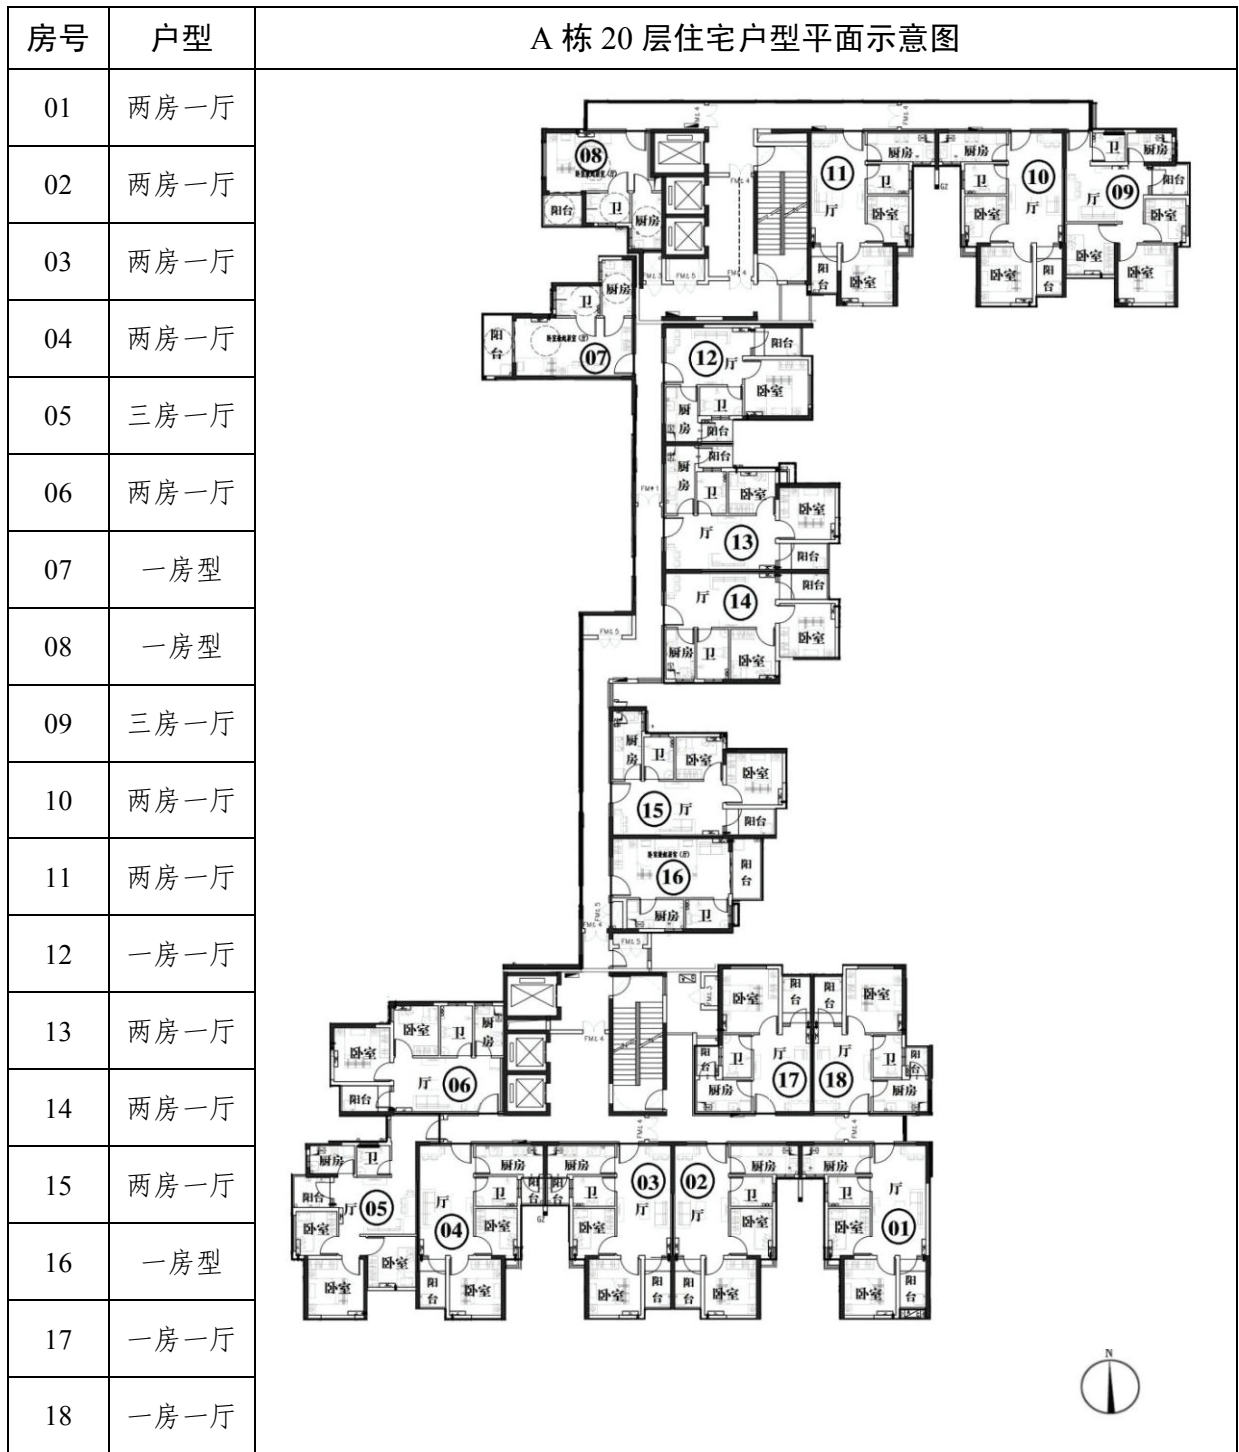 房号 户型 A 栋 20 层住宅户型平面示意图
01 两房一厅
02 两房一厅
03 两房一厅
04 两房一厅
05 三房一厅
06 两房一厅
07 一房型
08 一房型
09 三房一厅
10 两房一厅
11 两房一厅
12 一房一厅
13 两房一厅
14 两房一厅
15 两房一厅
16 一房型
17 一房一厅
18 一房一厅
08
阳台
卫
厨房
11
厨房
卫
厅
卧室
阳台
卧室
10
厨房
卫
厅
卧室
卧室
阳台
09
卫
厨房
阳台
厅
卧室
卧室
卧室
07
厨房
卫
阳台
12
厅
阳台
卧室
厨房
卫
阳台
13
阳台
厨房
卫
卧室
卧室
厅
阳台
14
厅
阳台
卧室
厨房
卫
卧室
15
厨房
卫
卧室
卧室
厅
阳台
16
阳台
厨房
卫
06
卧室
卫
厨房
卧室
厅
阳台
17
卧室
阳台
阳台
卫
厅
厨房
18
阳台
卧室
厅
卫
阳台
厨房
05
厨房
卫
阳台
厅
卧室
卧室
卧室
04
厨房
厅
卫
阳台
卧室
阳台
卧室
GZ
03
厨房
阳台
卫
厅
卧室
卧室
阳台
02
厨房
卫
厅
卧室
阳台
卧室
01
厨房
卫
厅
卧室
卧室
阳台
N